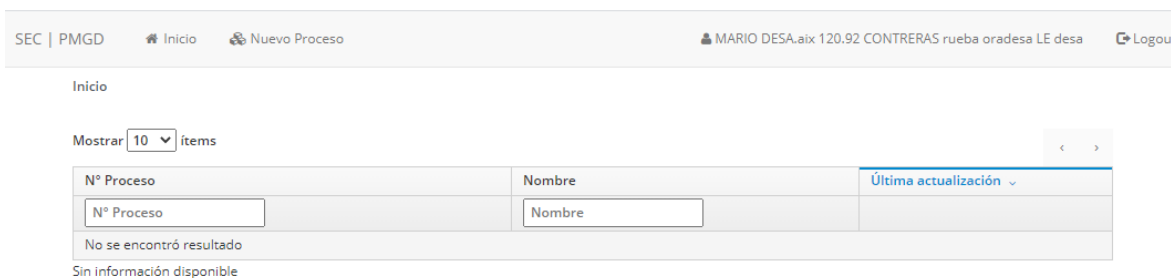 SEC | PMGD Inicio Nuevo Proceso MARIO DESA.aix 120.92 CONTRERAS rueba oradesa LE desa Logou
Inicio
Mostrar 10 ítems
N° Proceso Nombre Última actualización
N° Proceso Nombre
No se encontró resultado
Sin información disponible